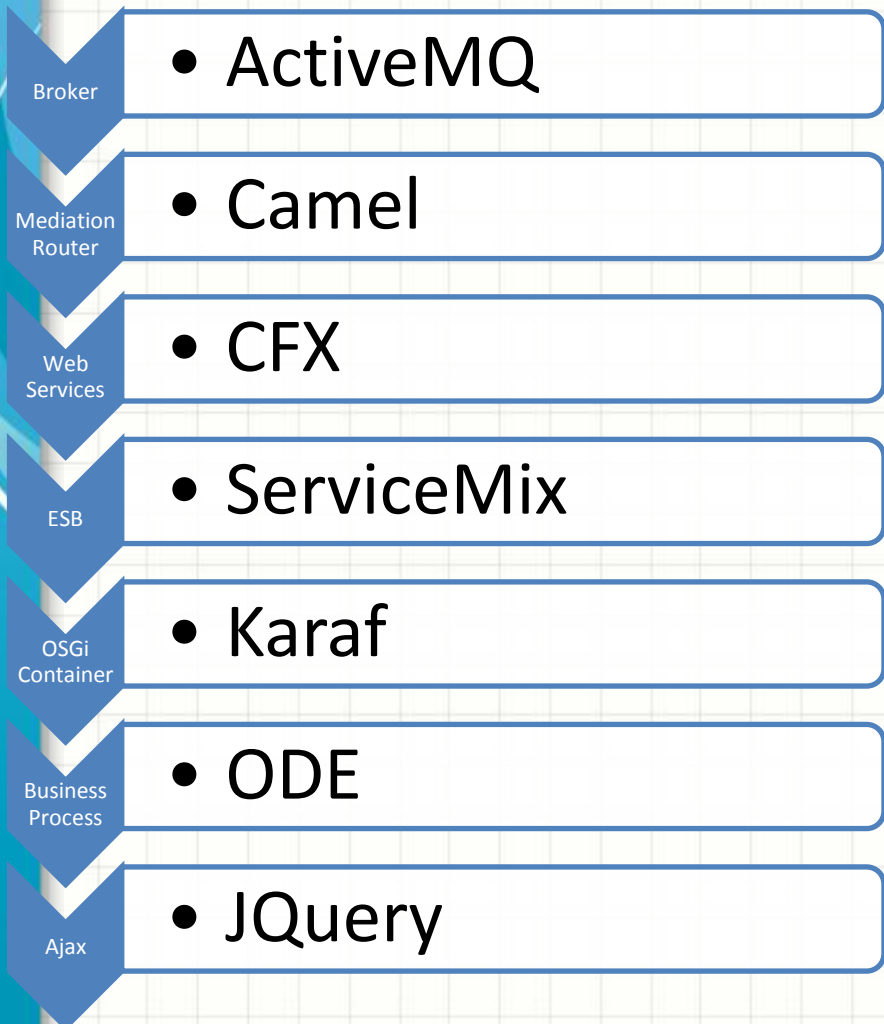 Broker
• ActiveMQ
Mediation
Router
• Camel
Web
Services
• CFX
ESB
• ServiceMix
OSGi
Container
• Karaf
Business
Process
• ODE
Ajax
• JQuery